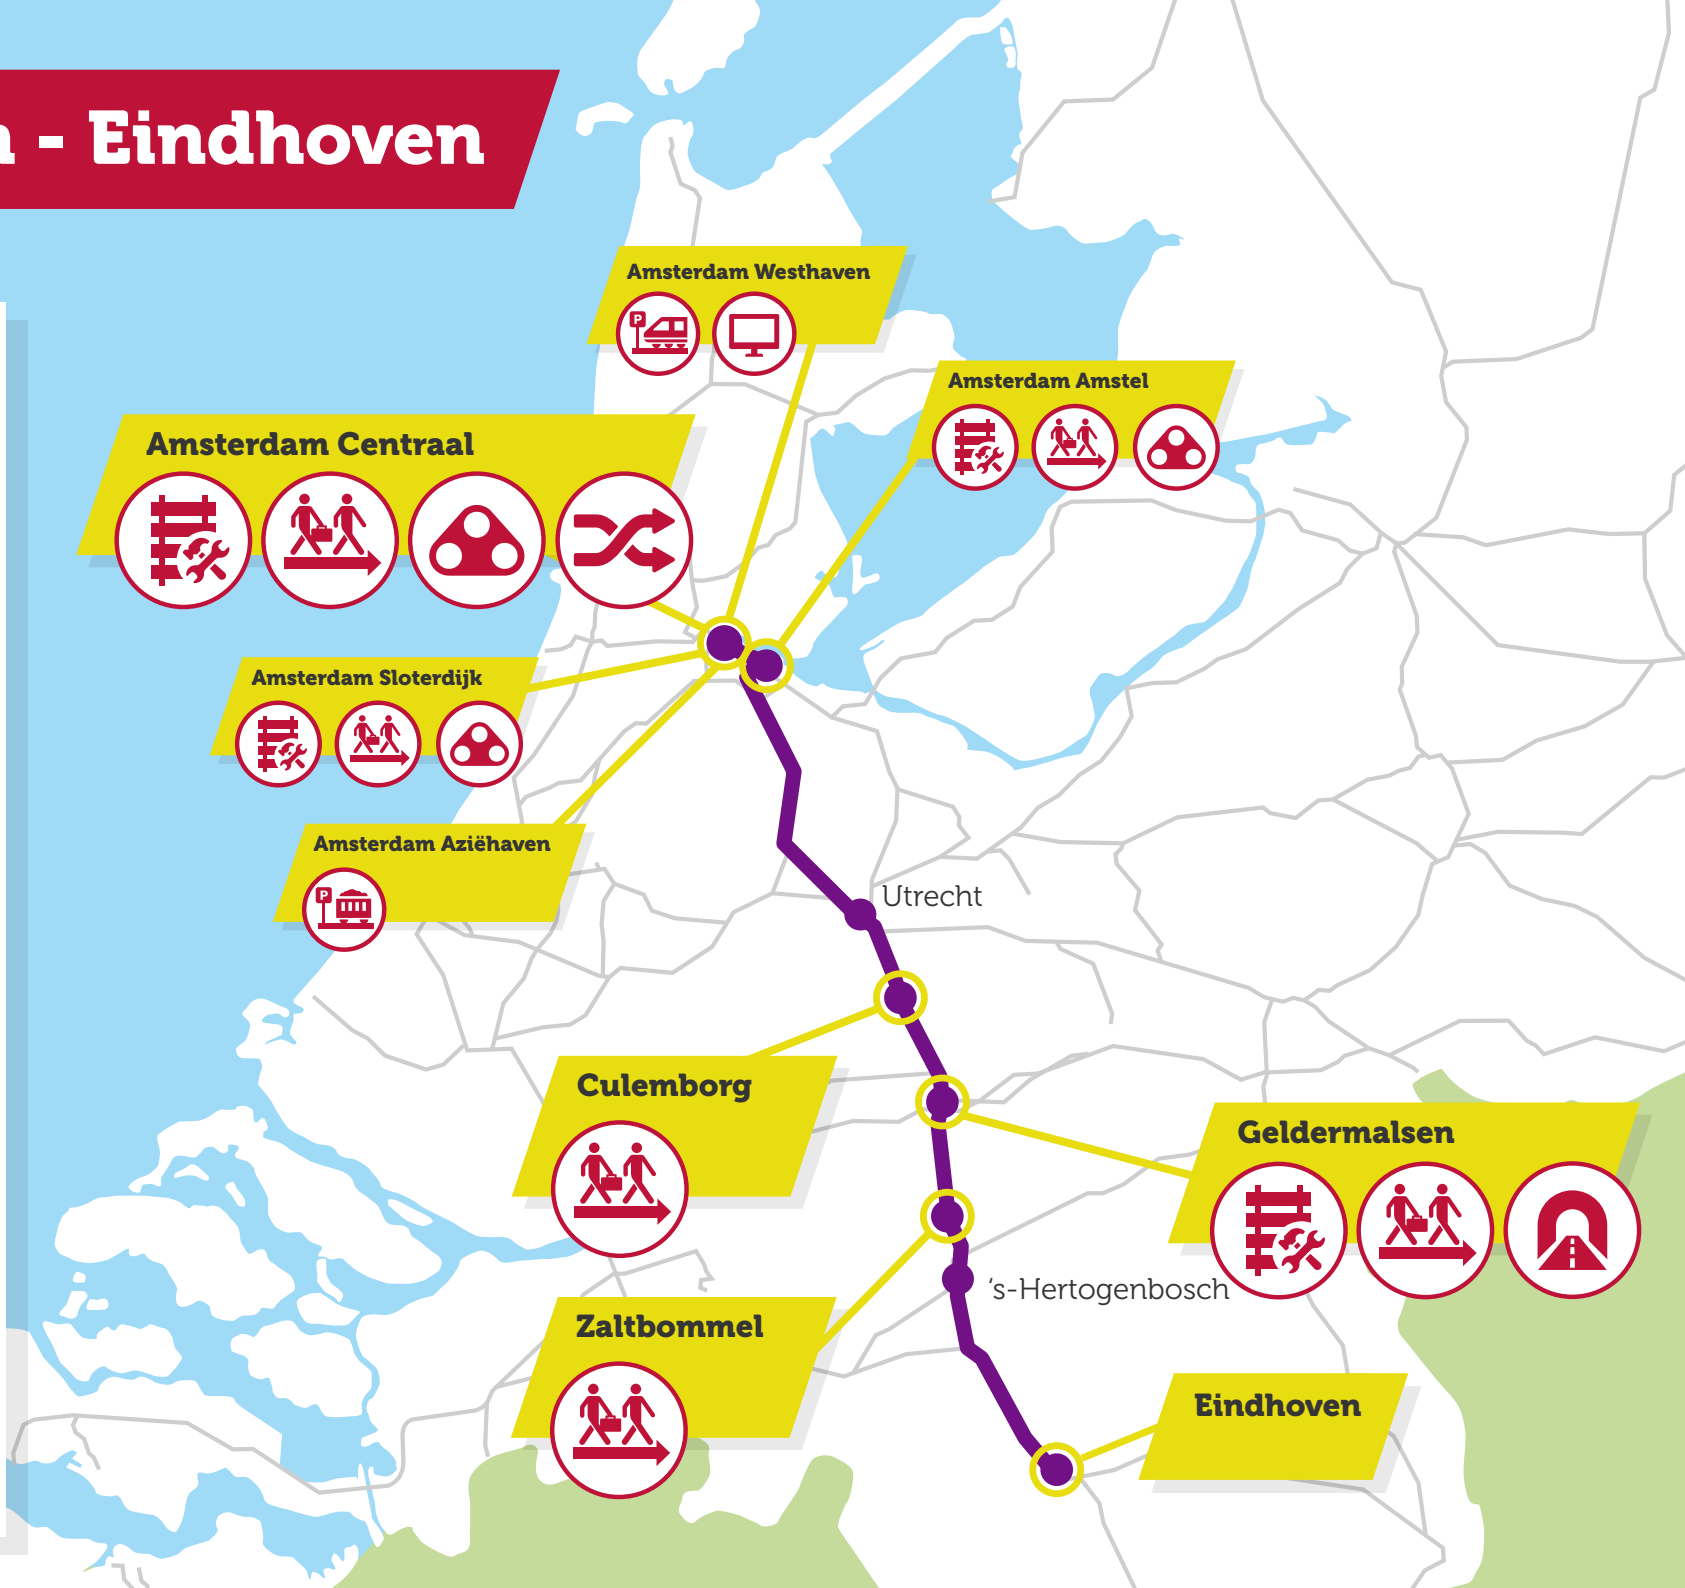 - Eindhoven
Amsterdam Westhaven
P
Amsterdam Amstel
Amsterdam Centraal
Amsterdam Sloterdijk
Amsterdam Aziëhaven
P
Utrecht
Culemborg
Geldermalsen
Zaltbommel
‘s-Hertogenbosch
Eindhoven